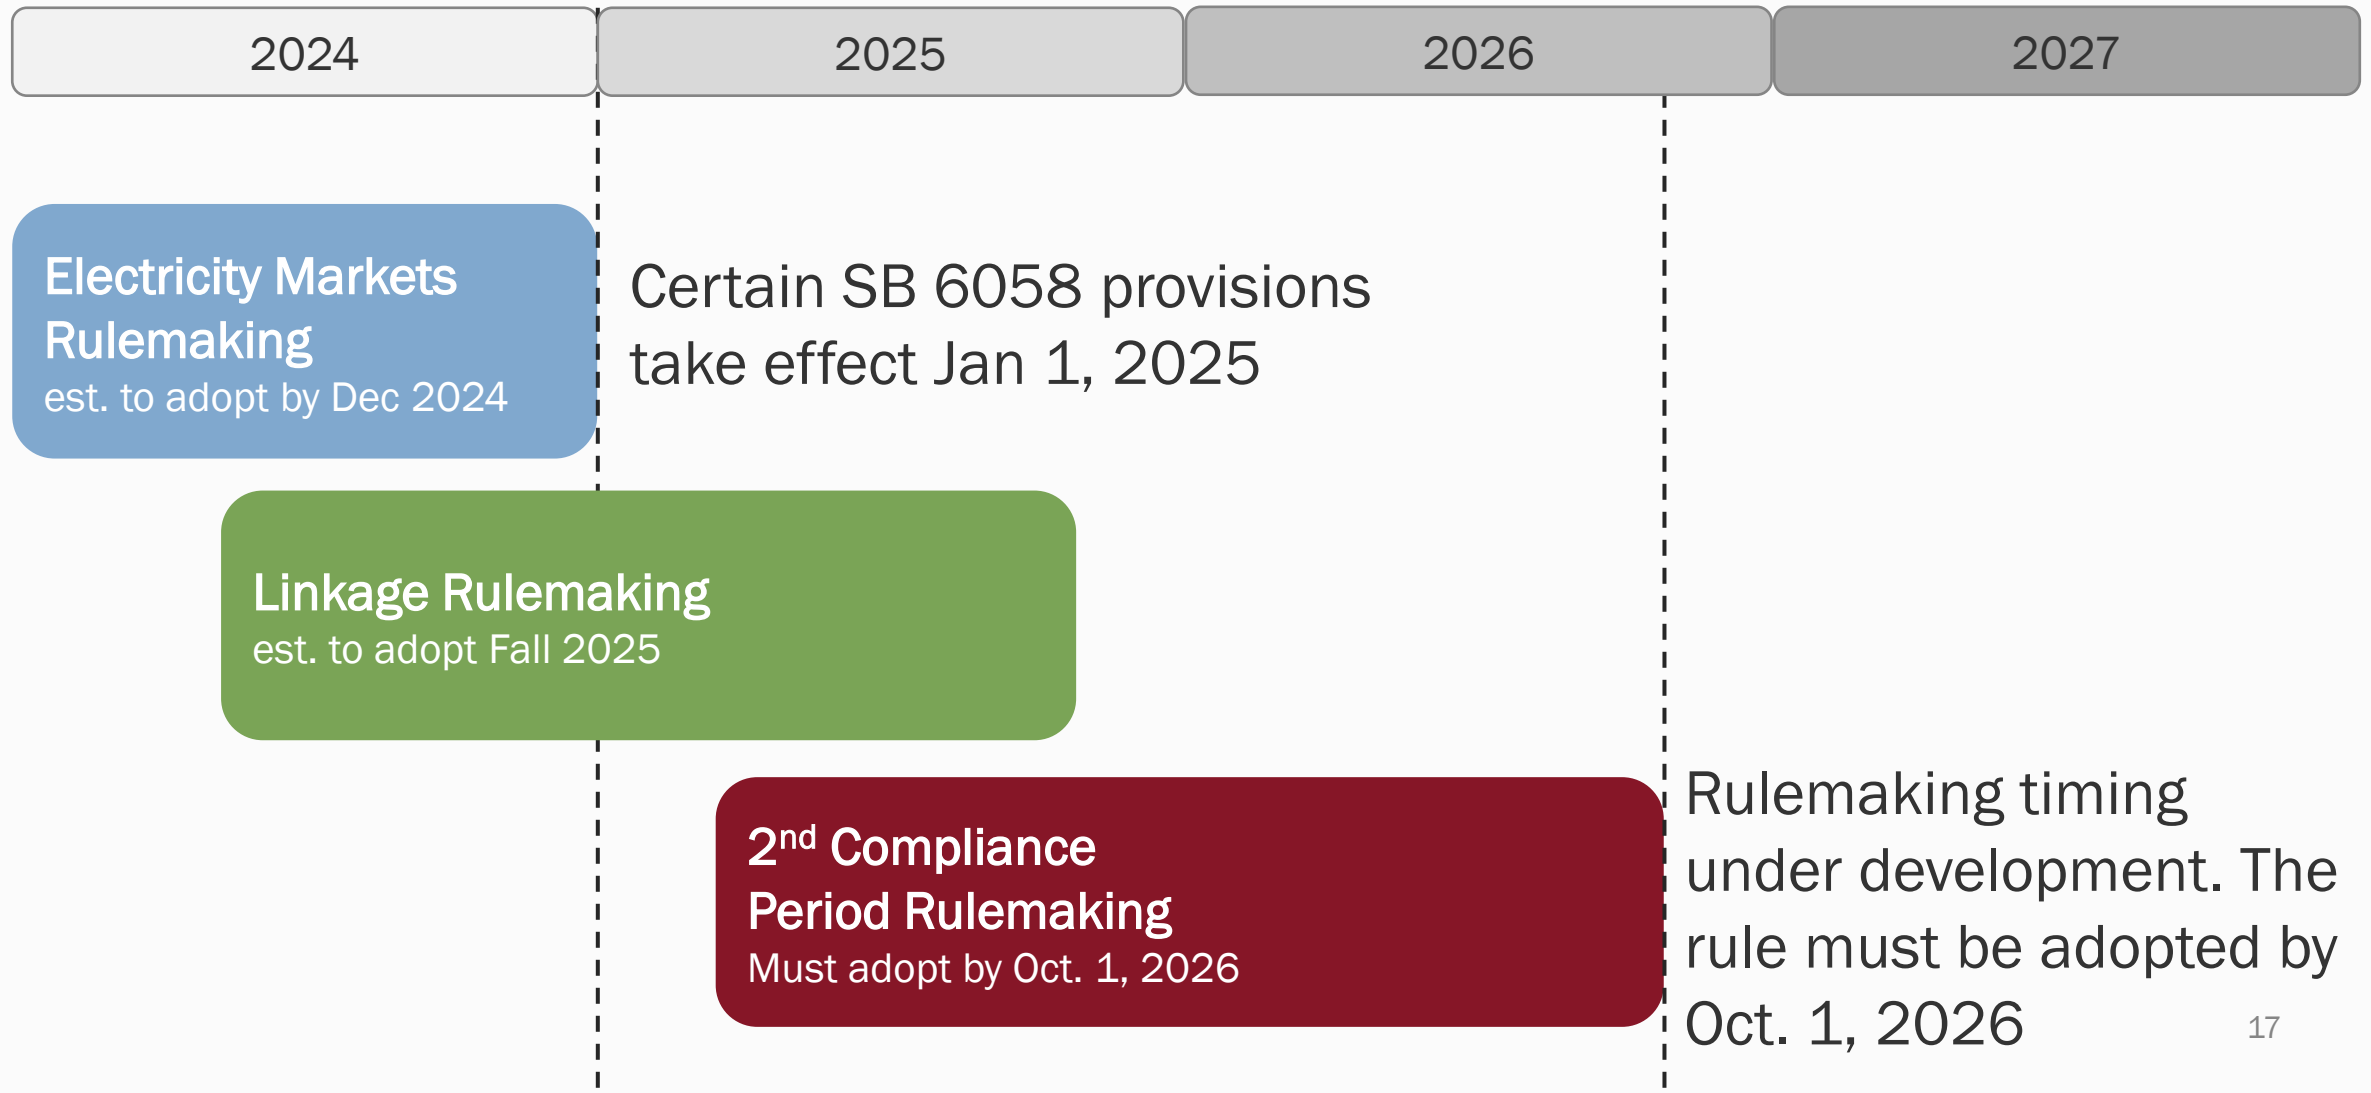 2024
2025
2026
2027
Electricity Markets
Rulemaking
est. to adopt by Dec 2024
Certain SB 6058 provisions
take effect Jan 1, 2025
Linkage Rulemaking
est. to adopt Fall 2025
2nd Compliance
Period Rulemaking
Must adopt by Oct. 1, 2026
Rulemaking timing
under development. The
rule must be adopted by
Oct. 1, 2026
17